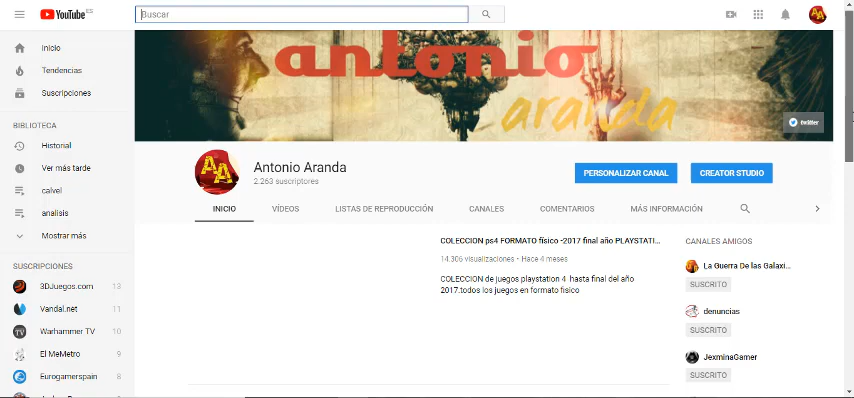 YouTube ES
Buscar
Inicio
Tendencias
Suscripciones
BIBLIOTECA
Historial
Ver más tarde
calvel
analisis
Mostrar más
SUSCRIPCIONES
3DJuegos.com 13
Vandal.net 11
Warhammer TV 10
El MeMetro 9
Eurogamerspain 8
antonio
aranda
twitter
AA
Antonio Aranda
2.263 suscriptores
PERSONALIZAR CANAL
CREATOR STUDIO
INICIO
VÍDEOS
LISTAS DE REPRODUCCIÓN
CANALES
COMENTARIOS
MÁS INFORMACIÓN
COLECCION ps4 FORMATO físico -2017 final año PLAYSTATI...
14.306 visualizaciones • Hace 4 meses
COLECCION de juegos playstation 4 hasta final del año
2017.todos los juegos en formato fisico
CANALES AMIGOS
La Guerra De las Galaxi...
SUSCRITO
denuncias
SUSCRITO
JexminaGamer
SUSCRITO